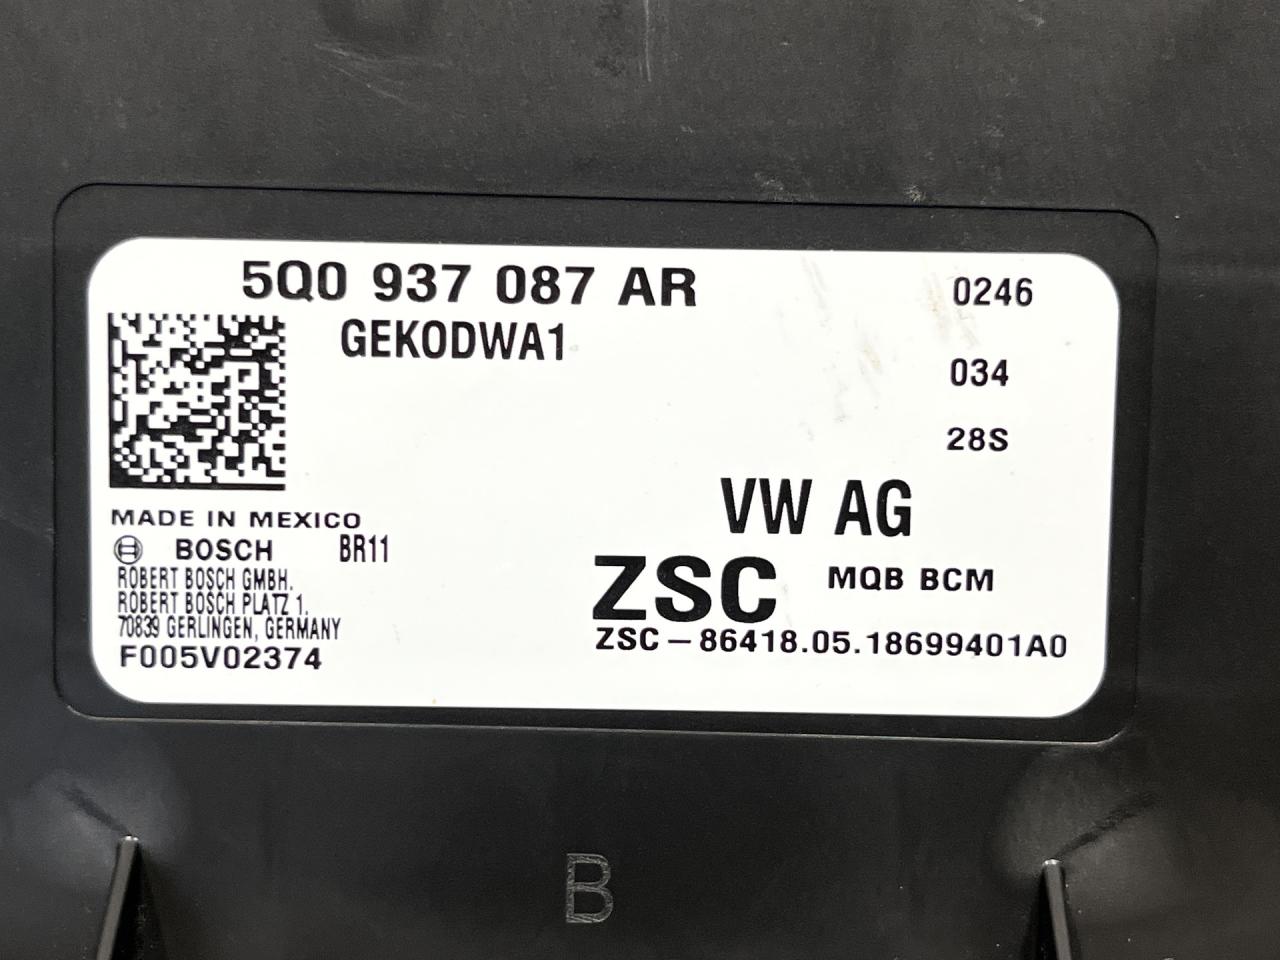 5Q0 937 087 AR
0246
GEKODWA1
034
28S
VW AG
MADE IN MEXICO
BOSCH BR11
ZSC MQB BCM
ROBERT BOSCH GMBH.
ROBERT BOSCH PLATZ 1.
70839 GERLINGEN, GERMANY
ZSC-86418.05.18699401A0
F005V02374
B